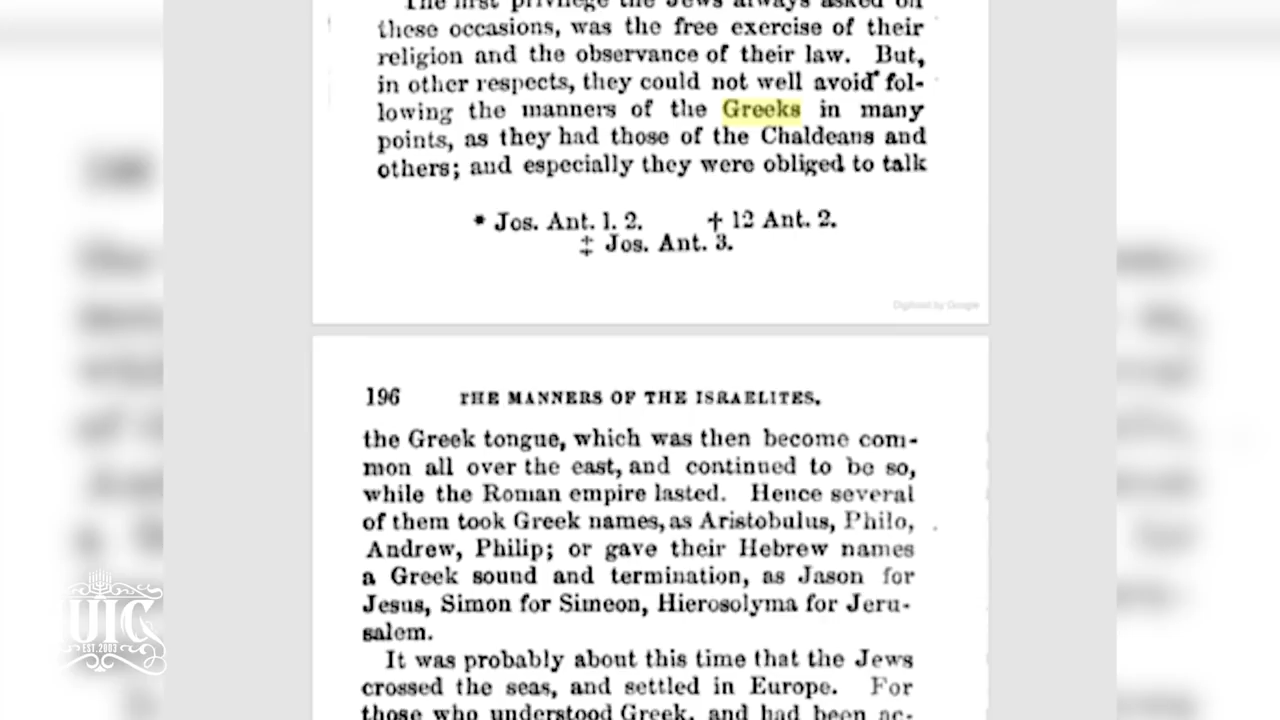 The first privilege the Jews always asked on
these occasions, was the free exercise of their
religion and the observance of their law. But,
in other respects, they could not well avoid fol-
lowing the manners of the Greeks in many
points, as they had those of the Chaldeans and
others; and especially they were obliged to talk
* Jos. Ant. l. 2. † 12 Ant. 2.
‡ Jos. Ant. 3.
Digitized by Google
196 THE MANNERS OF THE ISRAELITES.
the Greek tongue, which was then become com-
mon all over the east, and continued to be so,
while the Roman empire lasted. Hence several
of them took Greek names, as Aristobulus, Philo,
Andrew, Philip; or gave their Hebrew names
a Greek sound and termination, as Jason for
Jesus, Simon for Simeon, Hierosolyma for Jeru-
salem.
It was probably about this time that the Jews
crossed the seas, and settled in Europe. For
those who understood Greek, and had been ac-
IUIC
EST. 2003